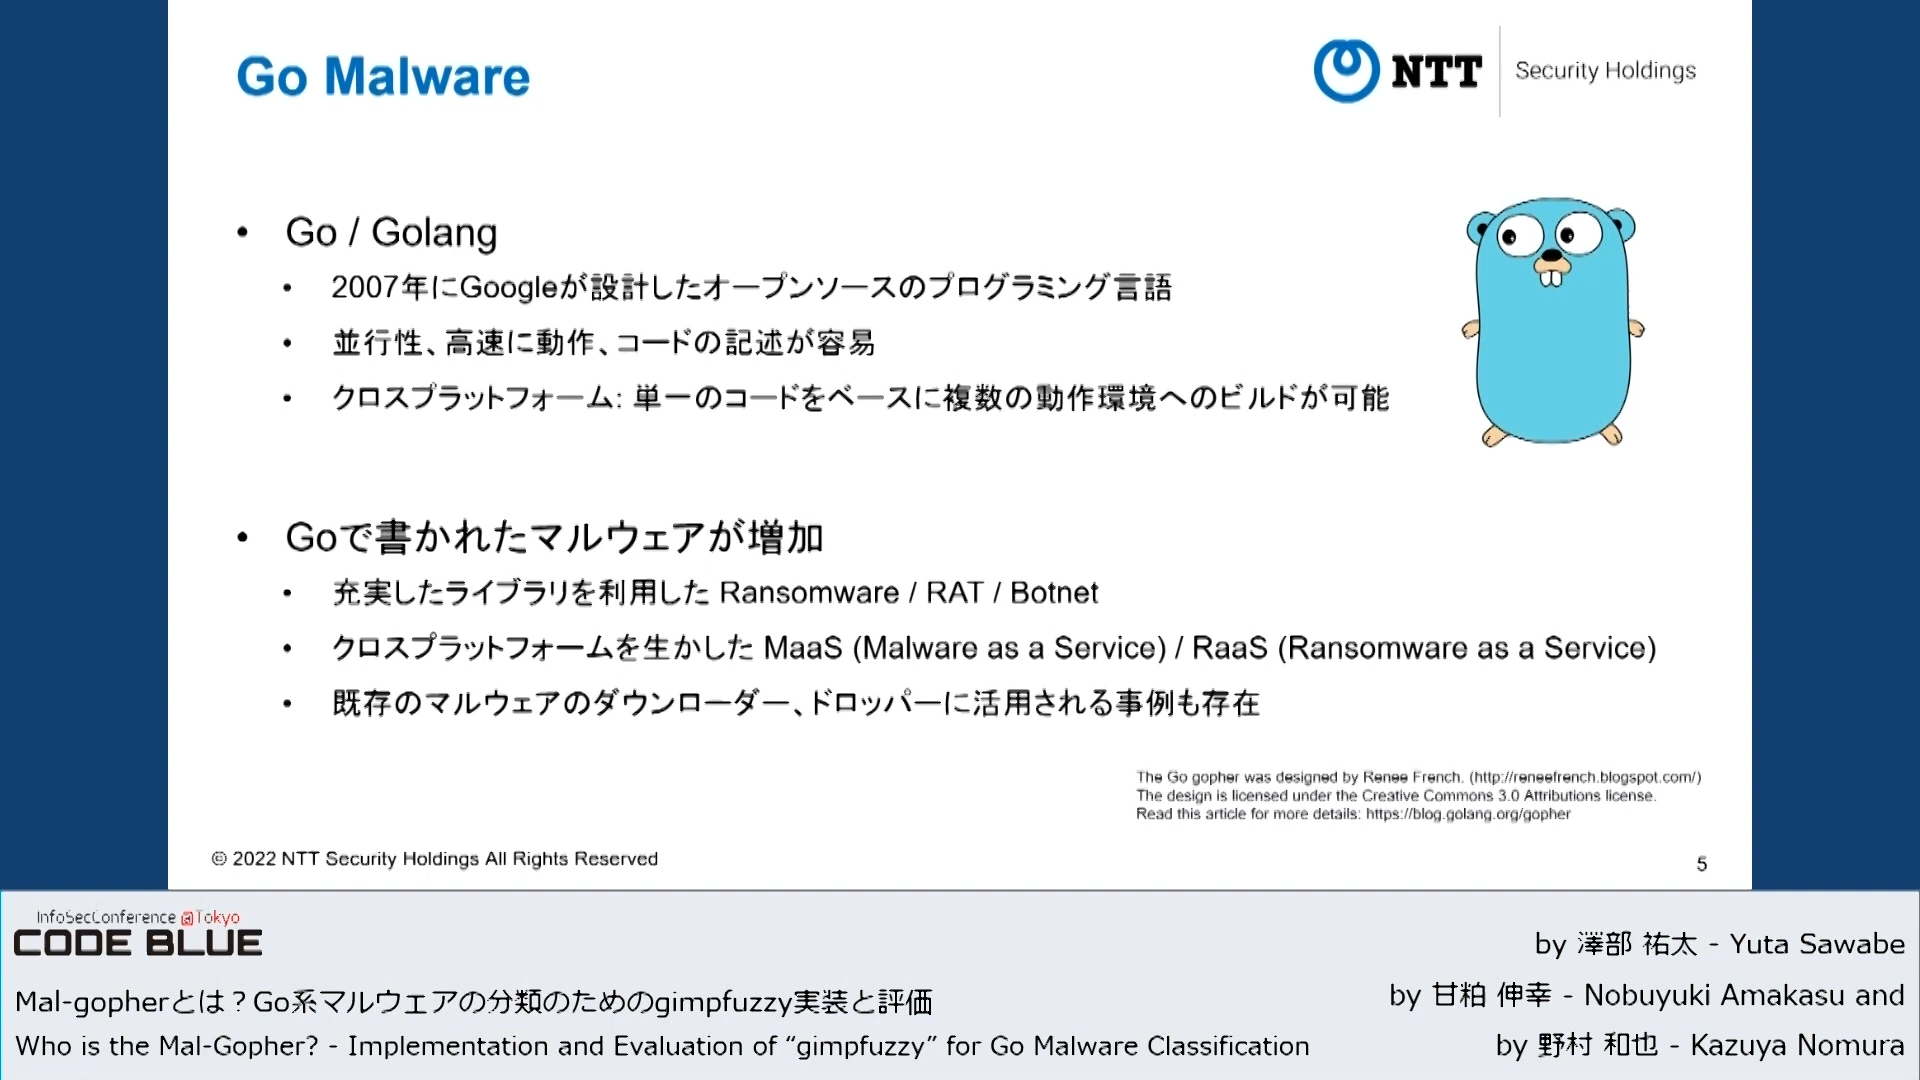 Go Malware
NTT
Security Holdings
• Go / Golang
• 2007年にGoogleが設計したオープンソースのプログラミング言語
• 並行性、高速に動作、コードの記述が容易
• クロスプラットフォーム: 単一のコードをベースに複数の動作環境へのビルドが可能
• Goで書かれたマルウェアが増加
• 充実したライブラリを利用した Ransomware / RAT / Botnet
• クロスプラットフォームを生かした MaaS (Malware as a Service) / RaaS (Ransomware as a Service)
• 既存のマルウェアのダウンローダー、ドロッパーに活用される事例も存在
The Go gopher was designed by Renee French. (http://reneefrench.blogspot.com/)
The design is licensed under the Creative Commons 3.0 Attributions license.
Read this article for more details: https://blog.golang.org/gopher
© 2022 NTT Security Holdings All Rights Reserved
5
InfoSecConference @Tokyo
CODE BLUE
Mal-gopherとは？Go系マルウェアの分類のためのgimpfuzzy実装と評価
Who is the Mal-Gopher? - Implementation and Evaluation of “gimpfuzzy” for Go Malware Classification
by 澤部 祐太 - Yuta Sawabe
by 甘粕 伸幸 - Nobuyuki Amakasu and
by 野村 和也 - Kazuya Nomura